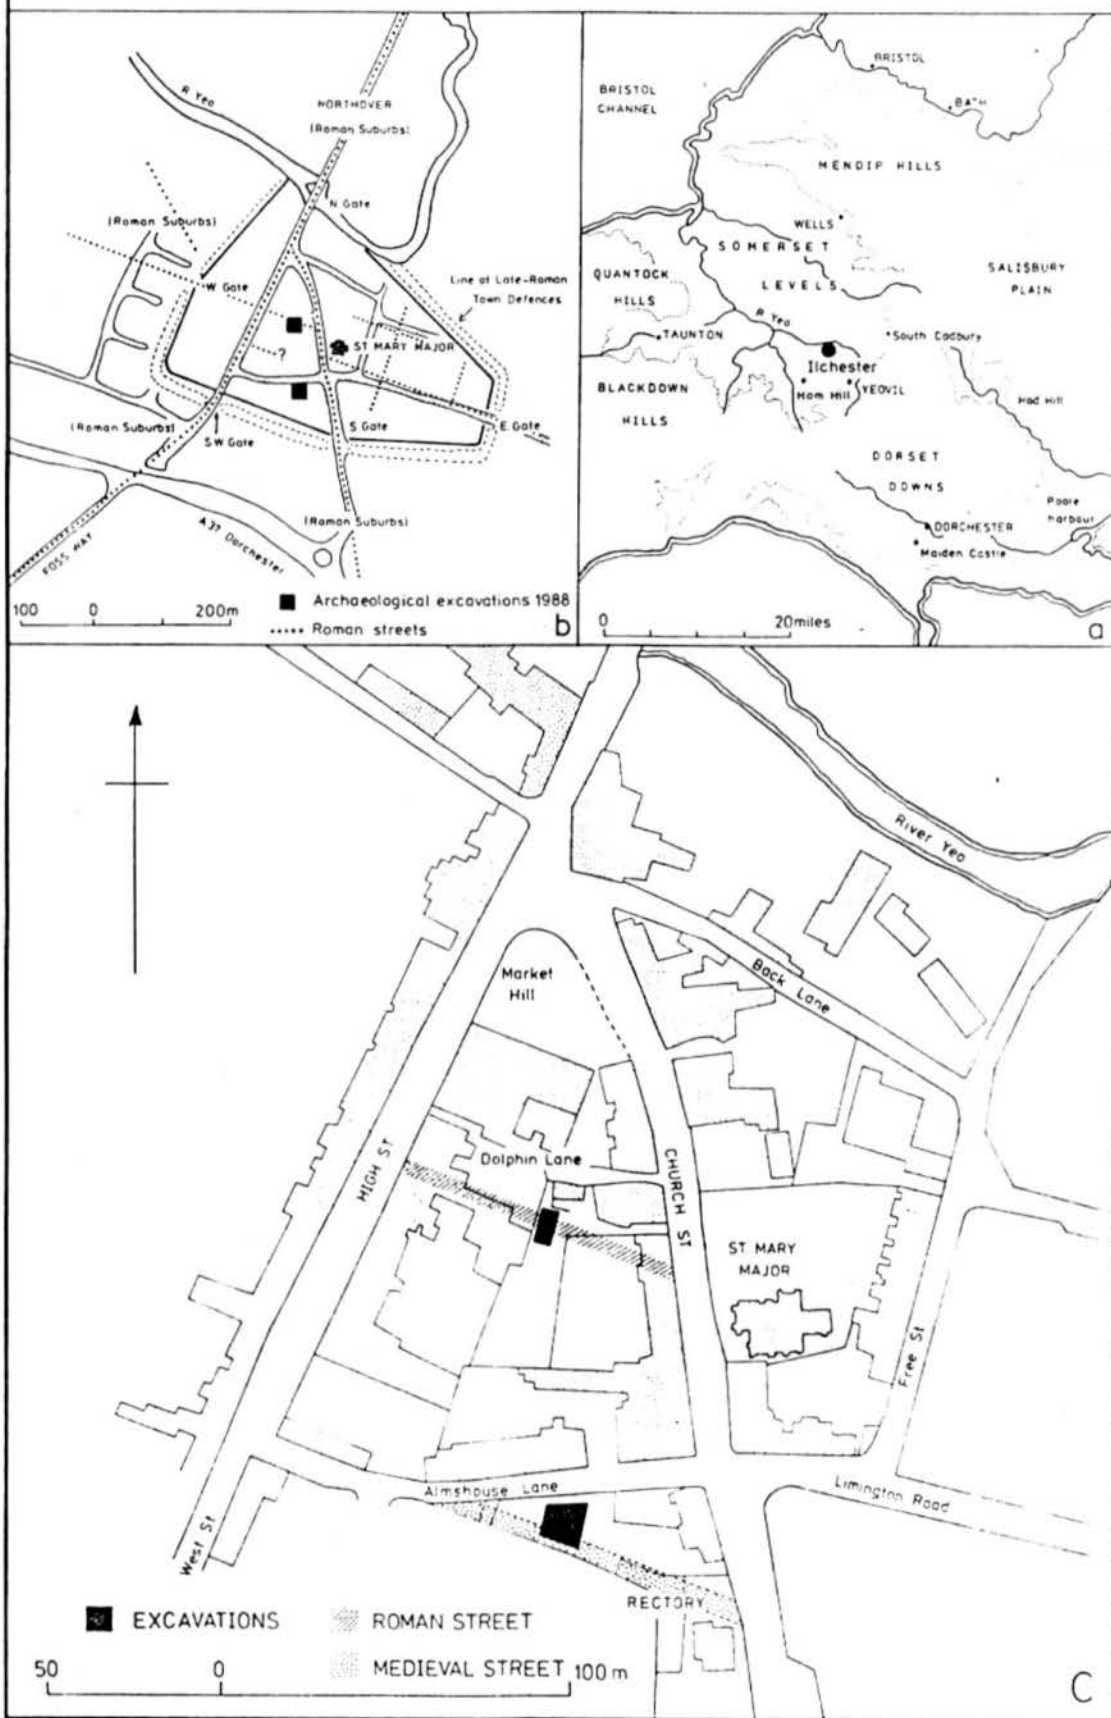 R Yeo
NORTHOVER
(Roman Suburbs)
N Gate
(Roman Suburbs)
W Gate
Line of Late-Roman
Town Defences
?
ST MARY MAJOR
(Roman Suburbs)
S W Gate
S Gate
E. Gate
(Roman Suburbs)
FOSS WAY
A37 Dorchester
100 0 200m
Archaeological excavations 1988
Roman streets
b
BRISTOL
CHANNEL
BRISTOL
BATH
MENDIP HILLS
WELLS
SOMERSET
LEVELS
QUANTOCK
HILLS
SALISBURY
PLAIN
R Yeo
TAUNTON
South Cadbury
Ilchester
BLACKDOWN
HILLS
Ham Hill
YEOVIL
Hod Hill
DORSET
DOWNS
Poole
harbour
DORCHESTER
Maiden Castle
0 20miles
a
River Yeo
Market
Hill
Back Lane
HIGH ST
Dolphin Lane
CHURCH ST
ST MARY
MAJOR
Free St
Almshouse Lane
Limington Road
West St
RECTORY
EXCAVATIONS
ROMAN STREET
MEDIEVAL STREET
50 0 100 m
C